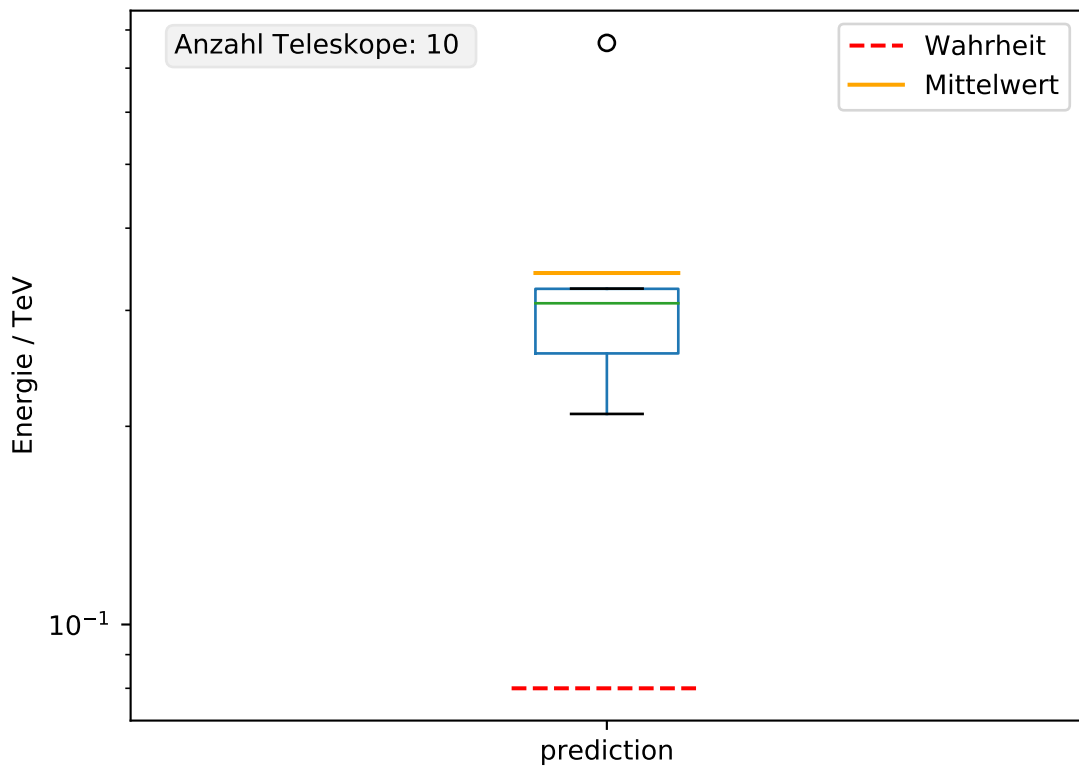 Anzahl Teleskope: 10
Wahrheit
Mittelwert
Energie / TeV
10⁻¹
prediction